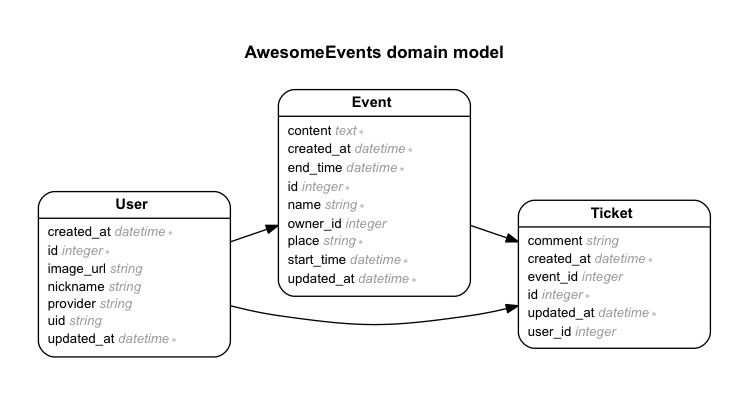 AwesomeEvents domain model
Event
content text ∗
created_at datetime ∗
end_time datetime ∗
id integer ∗
name string ∗
owner_id integer
place string ∗
start_time datetime ∗
updated_at datetime ∗
User
created_at datetime ∗
id integer ∗
image_url string
nickname string
provider string
uid string
updated_at datetime ∗
Ticket
comment string
created_at datetime ∗
event_id integer
id integer ∗
updated_at datetime ∗
user_id integer